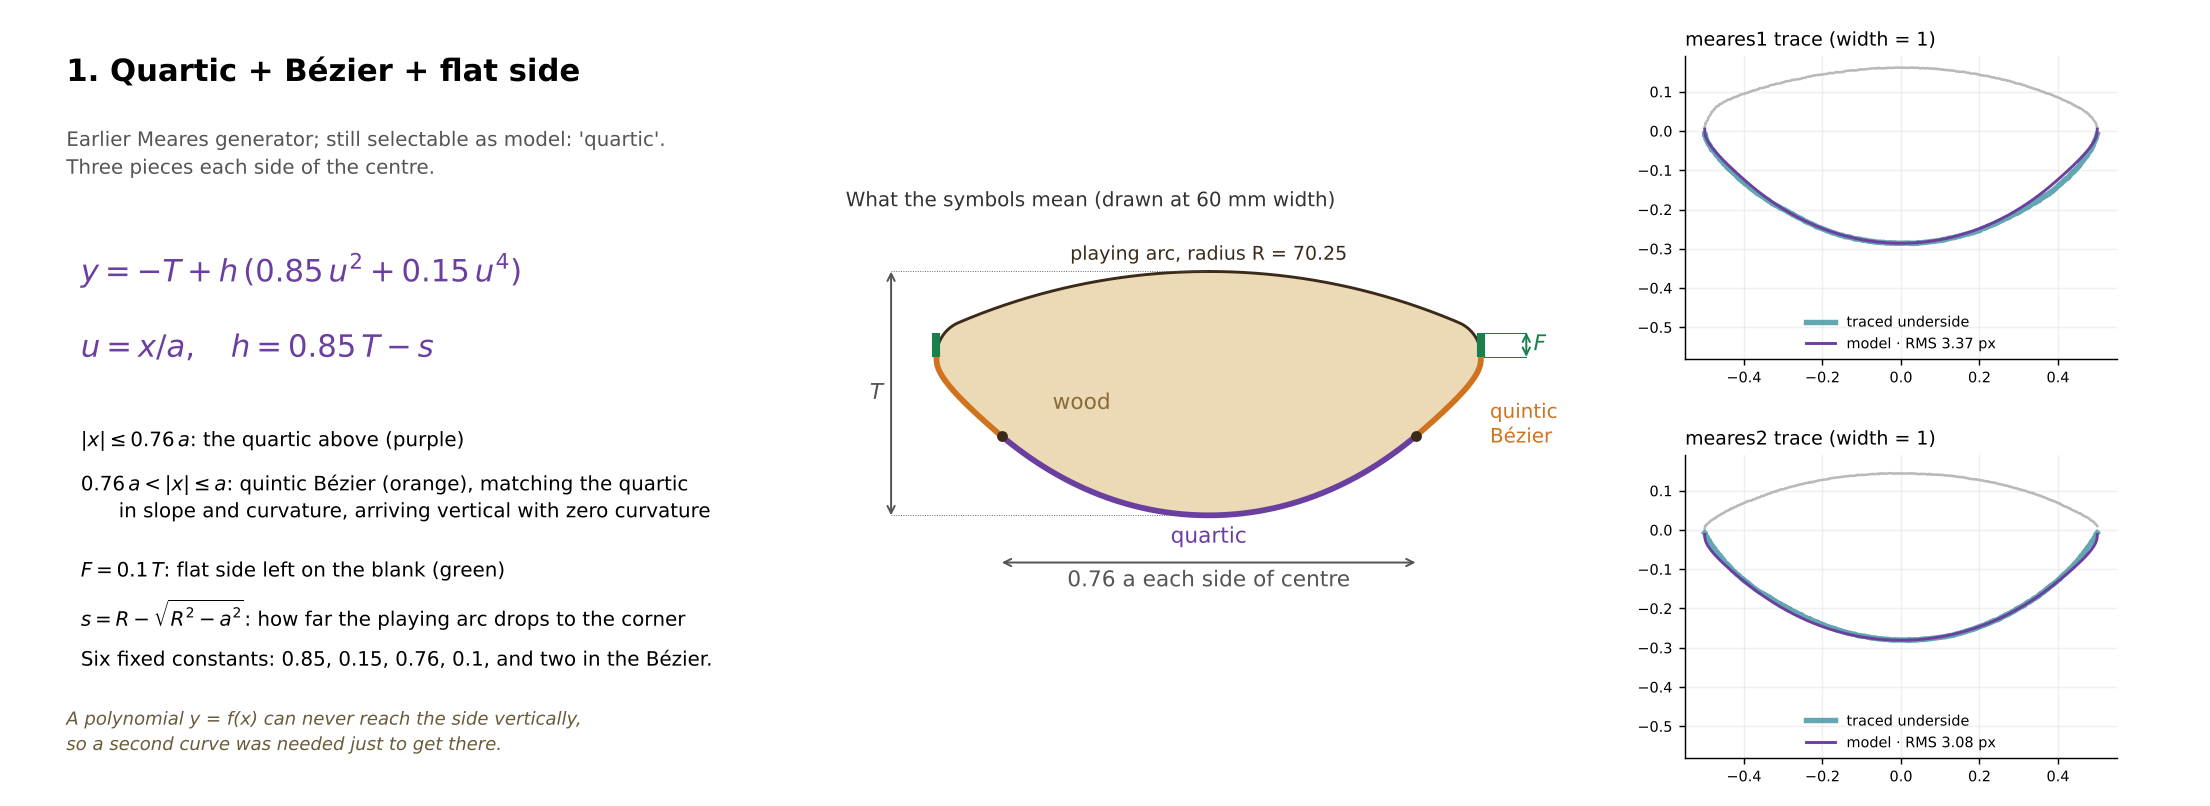 1. Quartic + Bézier + flat side
Earlier Meares generator; still selectable as model: 'quartic'.
Three pieces each side of the centre.
y = −T + h (0.85 u² + 0.15 u⁴)
u = x/a, h = 0.85 T − s
|x| ≤ 0.76 a: the quartic above (purple)
0.76 a < |x| ≤ a: quintic Bézier (orange), matching the quartic
in slope and curvature, arriving vertical with zero curvature
F = 0.1 T: flat side left on the blank (green)
s = R − √(R² − a²): how far the playing arc drops to the corner
Six fixed constants: 0.85, 0.15, 0.76, 0.1, and two in the Bézier.
A polynomial y = f(x) can never reach the side vertically,
so a second curve was needed just to get there.
What the symbols mean (drawn at 60 mm width)
playing arc, radius R = 70.25
F
T
wood
quintic
Bézier
quartic
0.76 a each side of centre
meares1 trace (width = 1)
0.1
0.0
−0.1
−0.2
−0.3
−0.4
−0.5
traced underside
model · RMS 3.37 px
−0.4 −0.2 0.0 0.2 0.4
meares2 trace (width = 1)
0.1
0.0
−0.1
−0.2
−0.3
−0.4
−0.5
traced underside
model · RMS 3.08 px
−0.4 −0.2 0.0 0.2 0.4